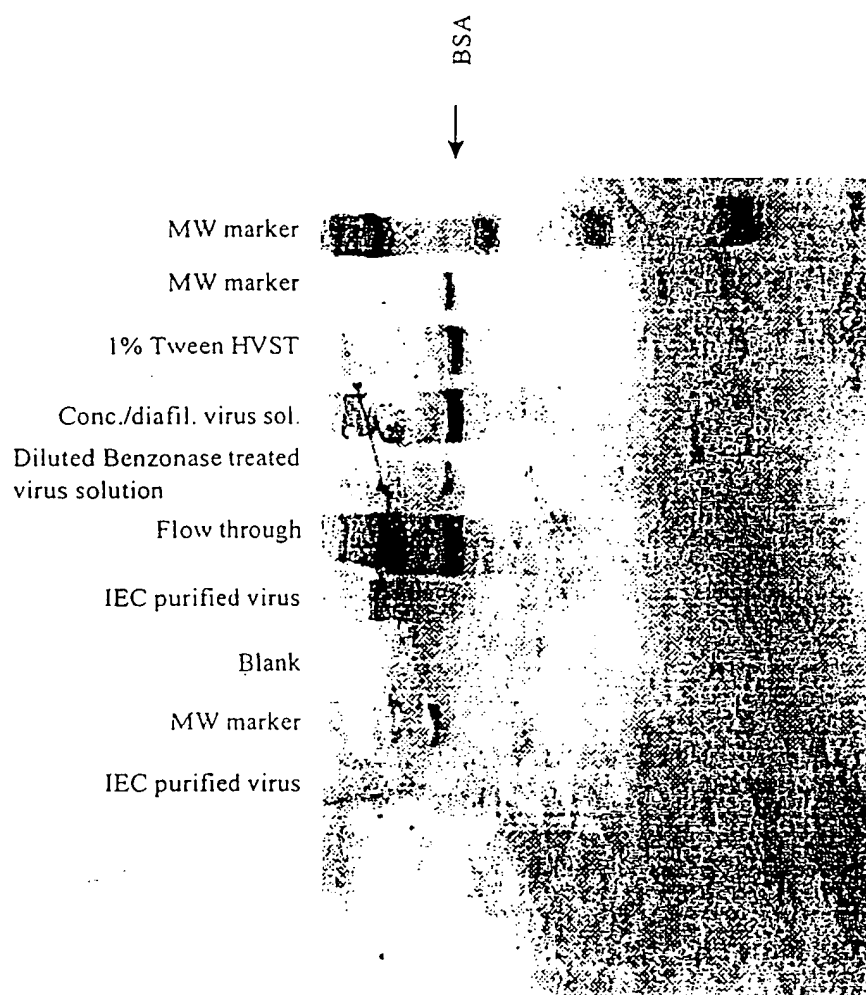 BSA
MW marker
MW marker
1% Tween HVST
Conc./diafil. virus sol.
Diluted Benzonase treated
virus solution
Flow through
IEC purified virus
Blank
MW marker
IEC purified virus